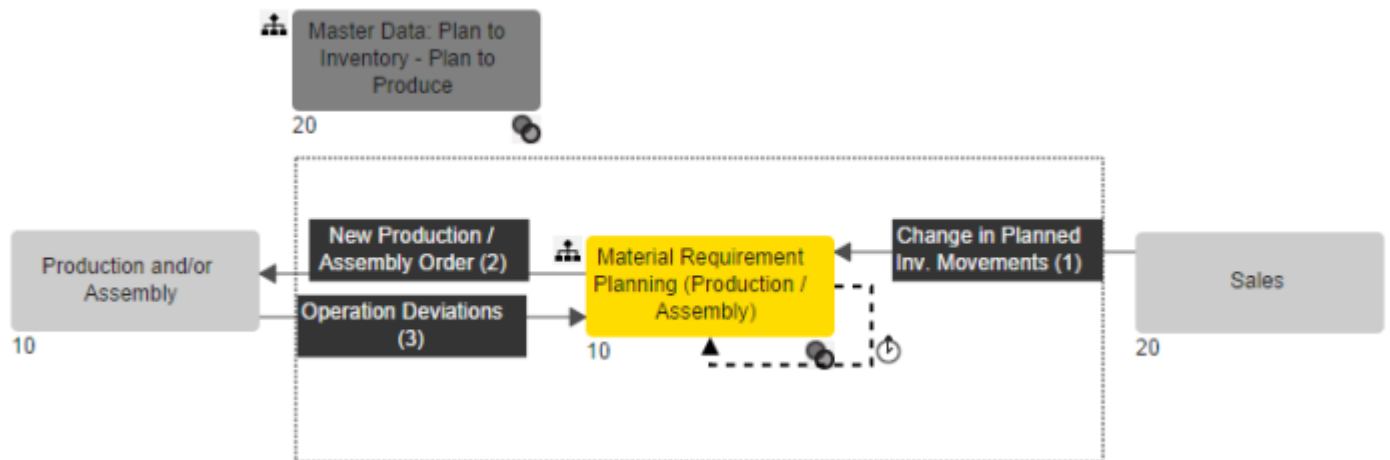 Master Data: Plan to
Inventory - Plan to
Produce
20
Production and/or
Assembly
10
New Production /
Assembly Order (2)
Operation Deviations
(3)
Material Requirement
Planning (Production /
Assembly)
10
Change in Planned
Inv. Movements (1)
Sales
20